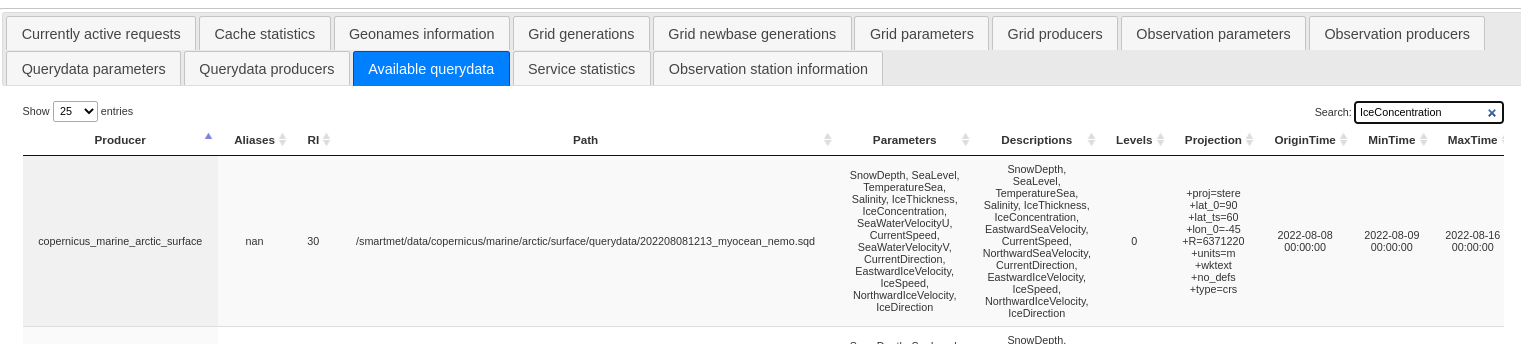 Currently active requests
Cache statistics
Geonames information
Grid generations
Grid newbase generations
Grid parameters
Grid producers
Observation parameters
Observation producers
Querydata parameters
Querydata producers
Available querydata
Service statistics
Observation station information
Show 25 entries
Search: IceConcentration
Producer Aliases RI Path Parameters Descriptions Levels Projection OriginTime MinTime MaxTime
copernicus_marine_arctic_surface
nan
30
/smartmet/data/copernicus/marine/arctic/surface/querydata/202208081213_myocean_nemo.sqd
SnowDepth, SeaLevel,
TemperatureSea,
Salinity, IceThickness,
IceConcentration,
SeaWaterVelocityU,
CurrentSpeed,
SeaWaterVelocityV,
CurrentDirection,
EastwardIceVelocity,
IceSpeed,
NorthwardIceVelocity,
IceDirection
SnowDepth,
SeaLevel,
TemperatureSea,
Salinity, IceThickness,
IceConcentration,
EastwardSeaVelocity,
CurrentSpeed,
NorthwardSeaVelocity,
CurrentDirection,
EastwardIceVelocity,
IceSpeed,
NorthwardIceVelocity,
IceDirection
0
+proj=stere
+lat_0=90
+lat_ts=60
+lon_0=-45
+R=6371220
+units=m
+wktext
+no_defs
+type=crs
2022-08-08
00:00:00
2022-08-09
00:00:00
2022-08-16
00:00:00
SnowDepth,